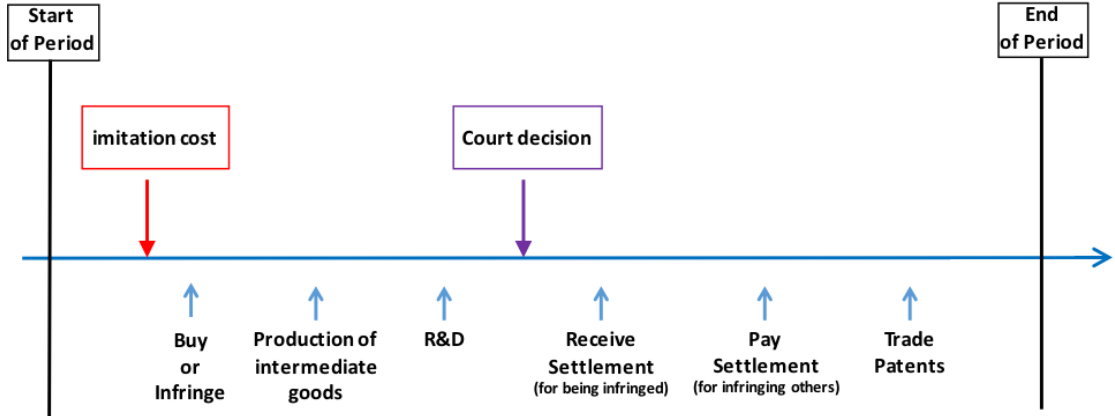 Start
of Period
End
of Period
imitation cost
Court decision
Buy
or
Infringe
Production of
intermediate
goods
R&D
Receive
Settlement
(for being infringed)
Pay
Settlement
(for infringing others)
Trade
Patents